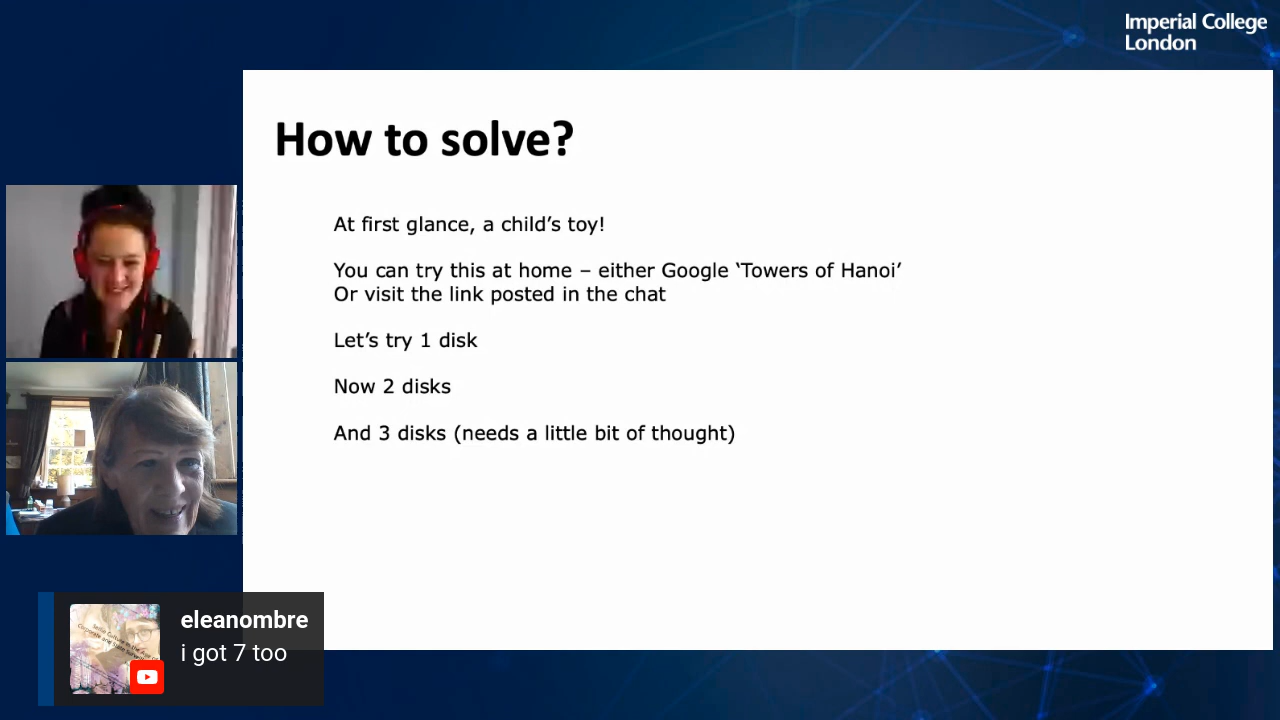 Imperial College
London
How to solve?
At first glance, a child's toy!
You can try this at home – either Google ‘Towers of Hanoi’
Or visit the link posted in the chat
Let's try 1 disk
Now 2 disks
And 3 disks (needs a little bit of thought)
eleanombre
i got 7 too